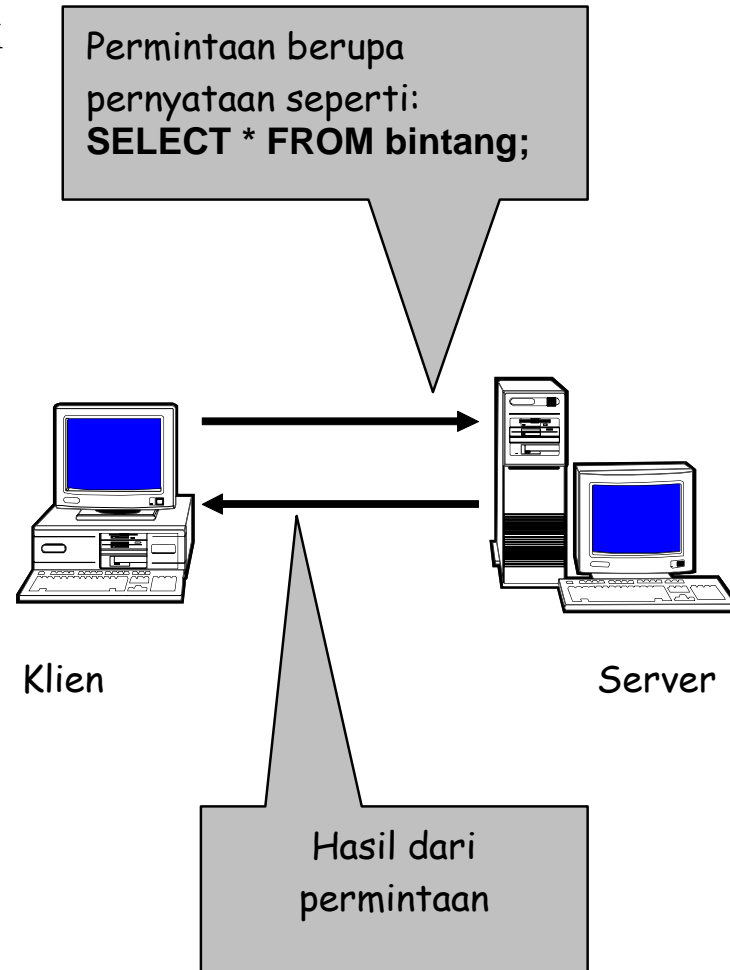 Permintaan berupa
pernyataan seperti:
SELECT * FROM bintang;
Klien
Server
Hasil dari
permintaan